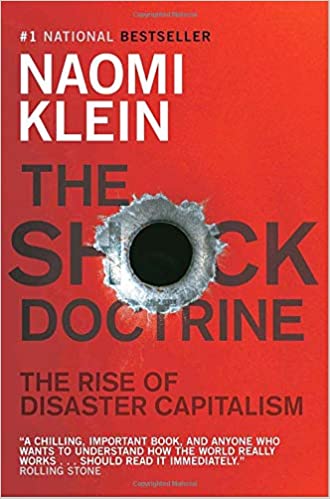 #1 NATIONAL BESTSELLER
NAOMI
KLEIN
THE
SHOCK
DOCTRINE
THE RISE OF
DISASTER CAPITALISM
“A CHILLING, IMPORTANT BOOK, AND ANYONE WHO
WANTS TO UNDERSTAND HOW THE WORLD REALLY
WORKS . . . SHOULD READ IT IMMEDIATELY.”
ROLLING STONE